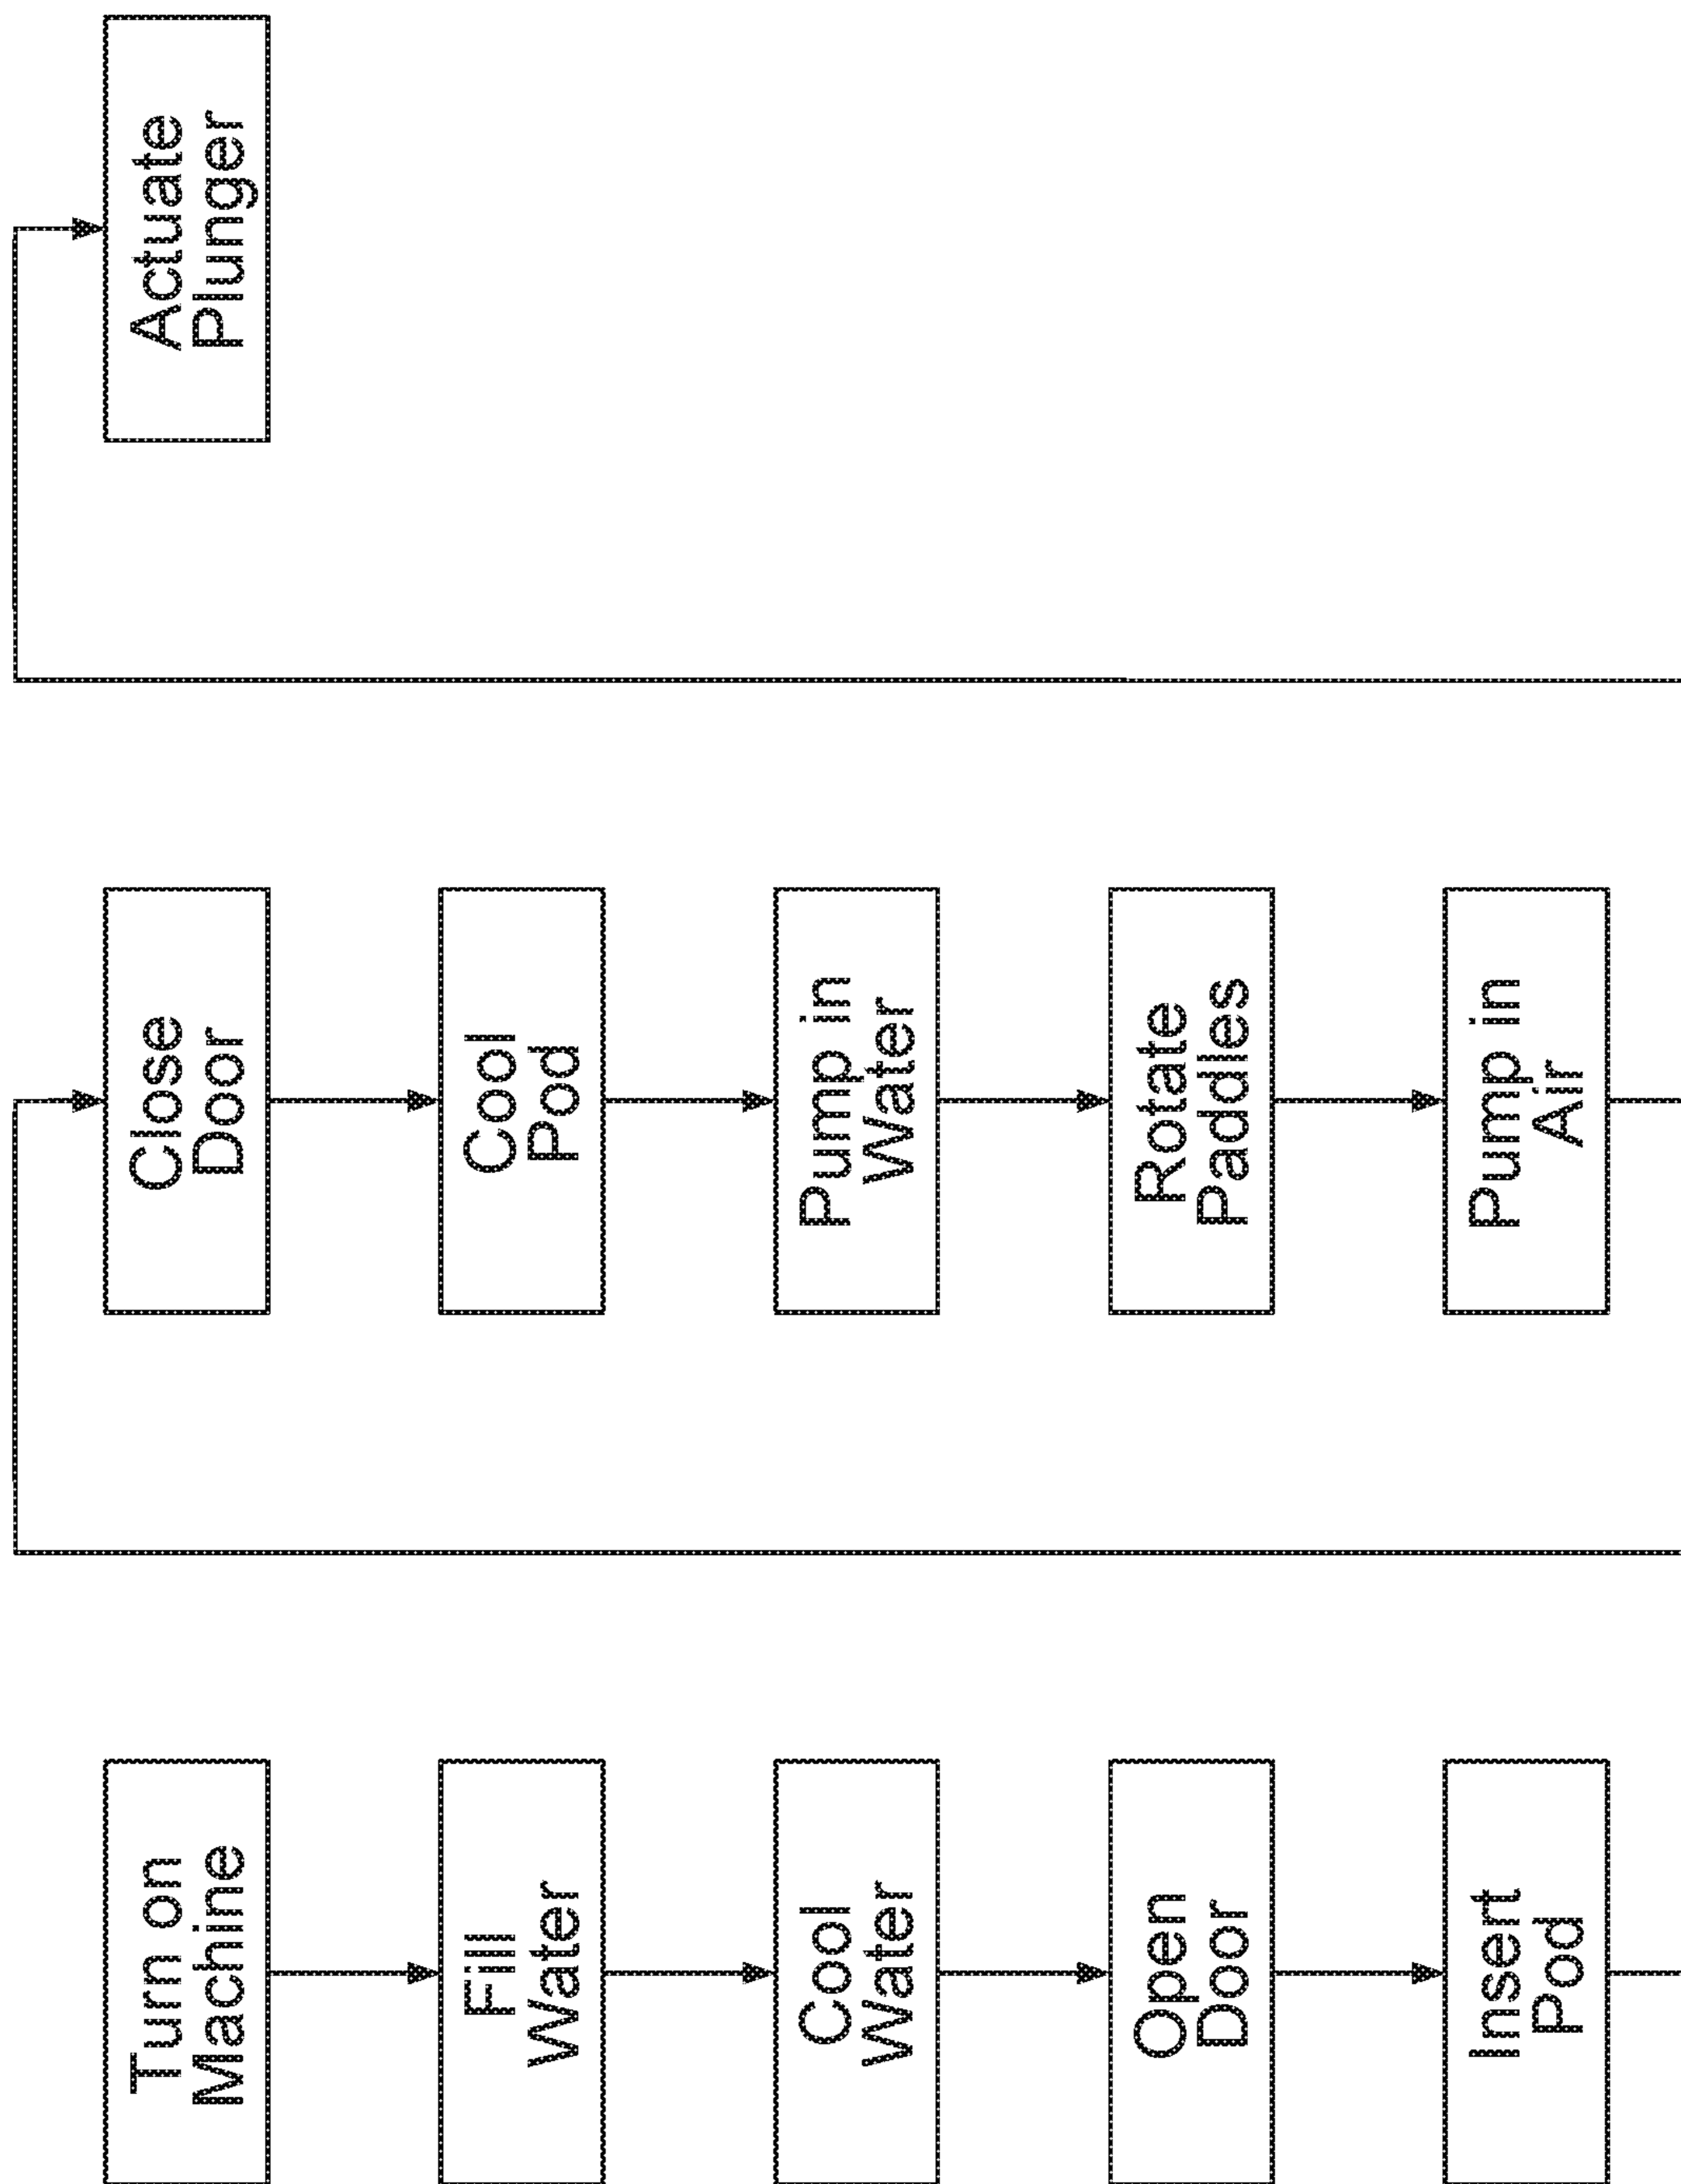 Turn on
Machine
Fill
Water
Cool
Water
Open
Door
Insert
Pod
Close
Door
Cool
Pod
Pump in
Water
Rotate
Paddles
Pump in
Air
Actuate
Plunger